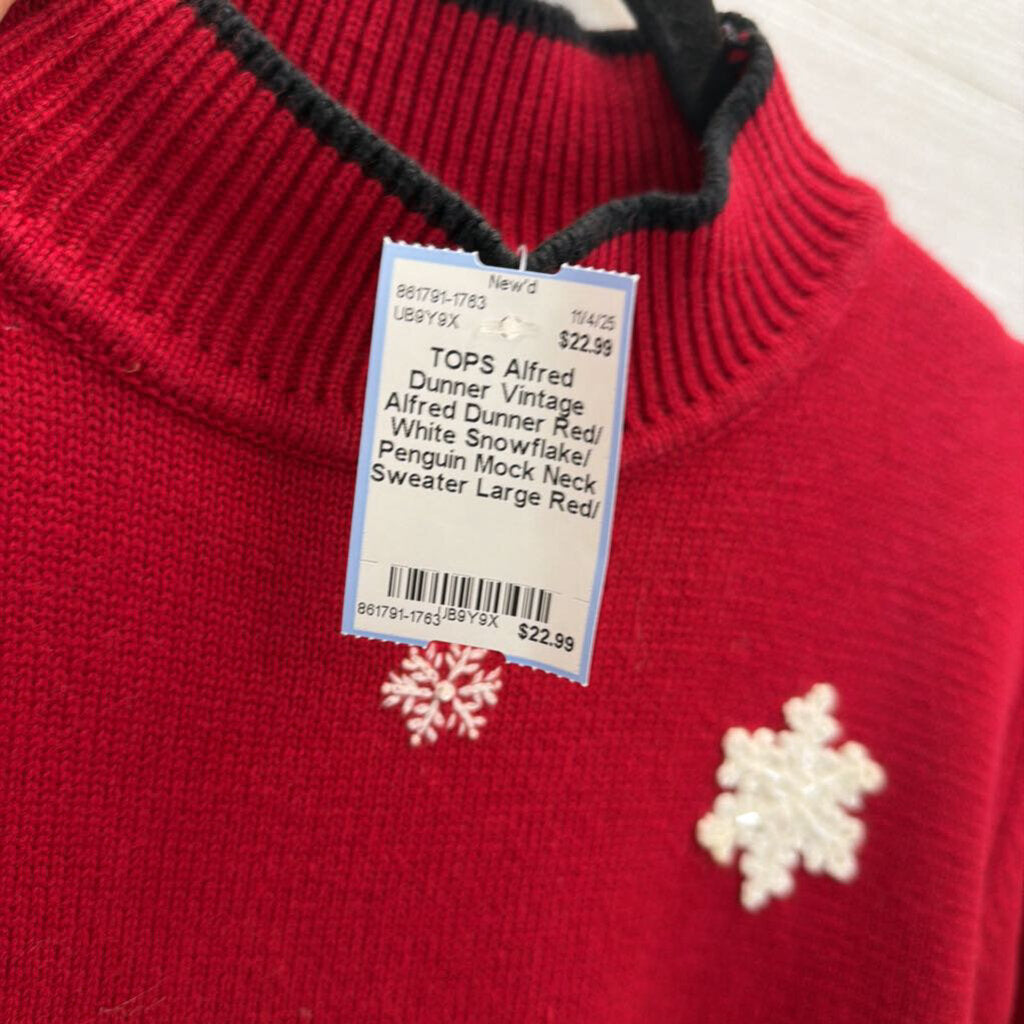 New'd
861791-1763 11/4/25
UB9Y9X $22.99
TOPS Alfred
Dunner Vintage
Alfred Dunner Red/
White Snowflake/
Penguin Mock Neck
Sweater Large Red/
861791-1763 UB9Y9X $22.99